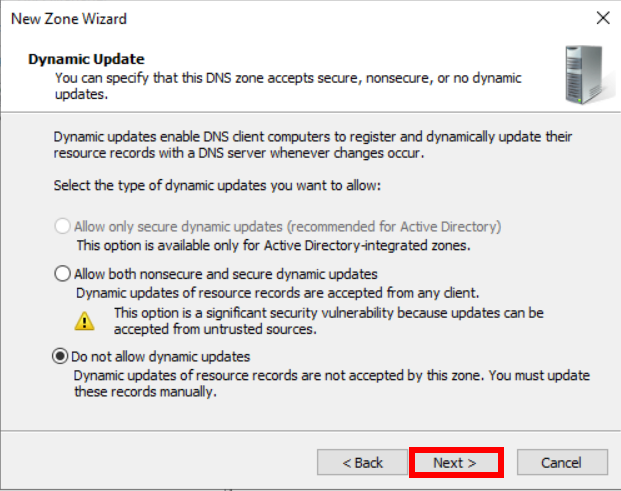 New Zone Wizard
Dynamic Update
You can specify that this DNS zone accepts secure, nonsecure, or no dynamic
updates.
Dynamic updates enable DNS client computers to register and dynamically update their
resource records with a DNS server whenever changes occur.
Select the type of dynamic updates you want to allow:
Allow only secure dynamic updates (recommended for Active Directory)
This option is available only for Active Directory-integrated zones.
Allow both nonsecure and secure dynamic updates
Dynamic updates of resource records are accepted from any client.
This option is a significant security vulnerability because updates can be
accepted from untrusted sources.
Do not allow dynamic updates
Dynamic updates of resource records are not accepted by this zone. You must update
these records manually.
< Back Next > Cancel